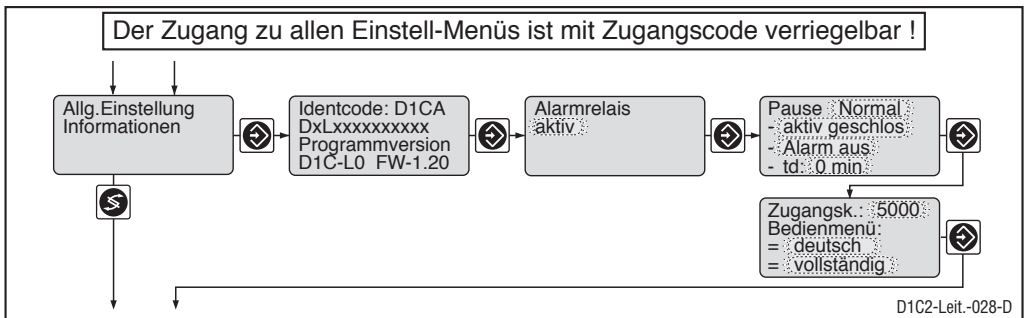 Der Zugang zu allen Einstell-Menüs ist mit Zugangscode verriegelbar !
Allg.Einstellung
Informationen
Identcode: D1CA
DxLxxxxxxxxxx
Programmversion
D1C-L0 FW-1.20
Alarmrelais
aktiv
Pause Normal
- aktiv geschlos
- Alarm aus
- td: 0 min
Zugangsk.: 5000
Bedienmenü:
= deutsch
= vollständig
D1C2-Leit.-028-D